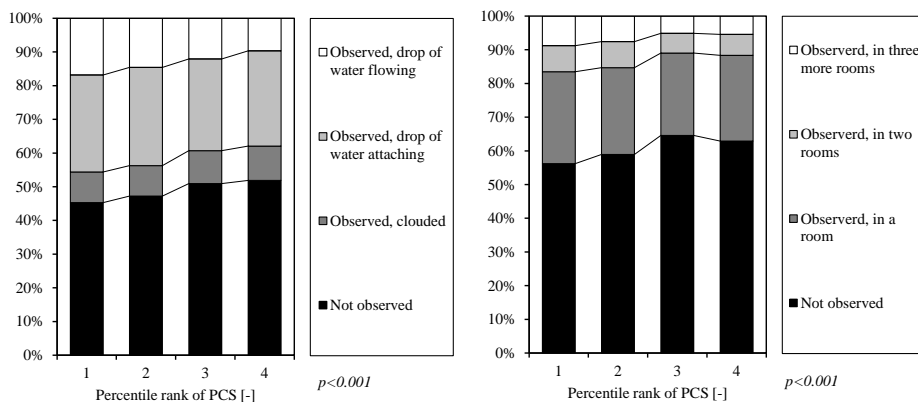 100%
90%
80%
70%
60%
50%
40%
30%
20%
10%
0%
1 2 3 4
Percentile rank of PCS [-]
Observed, drop of
water flowing
Observed, drop of
water attaching
Observed, clouded
Not observed
p<0.001
100%
90%
80%
70%
60%
50%
40%
30%
20%
10%
0%
1 2 3 4
Percentile rank of PCS [-]
Observerd, in three
more rooms
Observerd, in two
rooms
Observerd, in a
room
Not observed
p<0.001